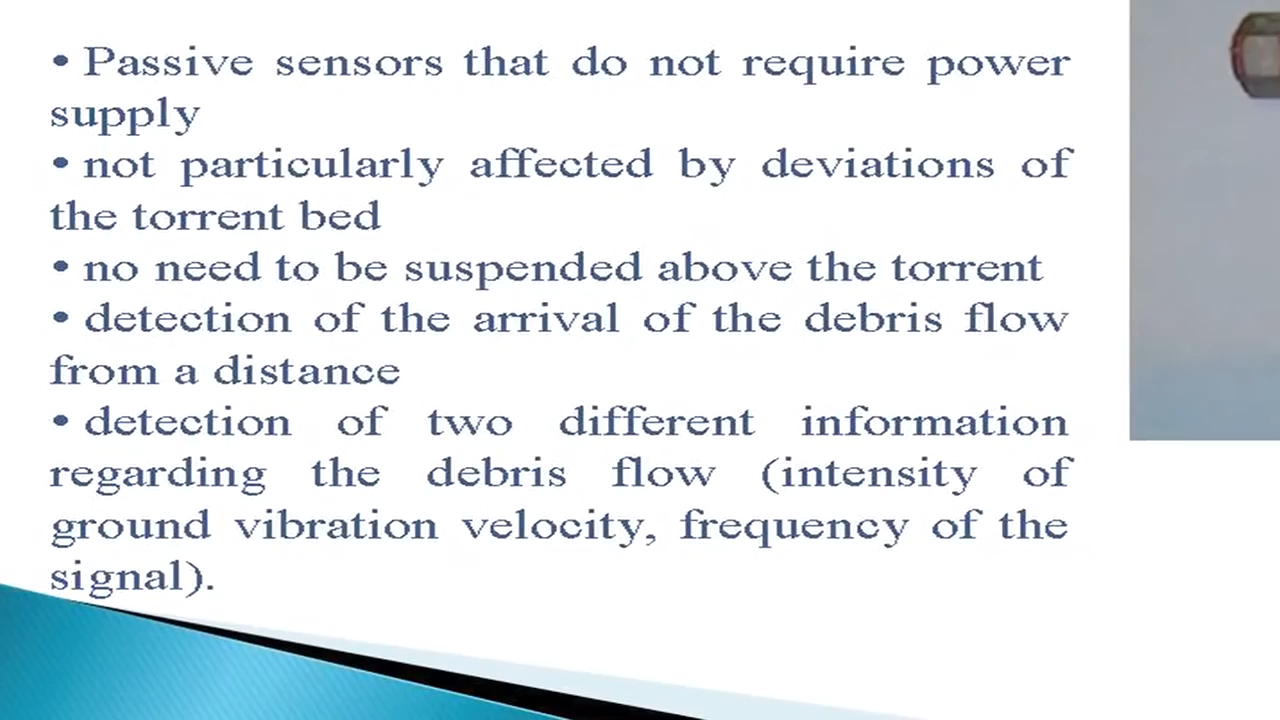 • Passive sensors that do not require power
supply
• not particularly affected by deviations of
the torrent bed
• no need to be suspended above the torrent
• detection of the arrival of the debris flow
from a distance
• detection of two different information
regarding the debris flow (intensity of
ground vibration velocity, frequency of the
signal).